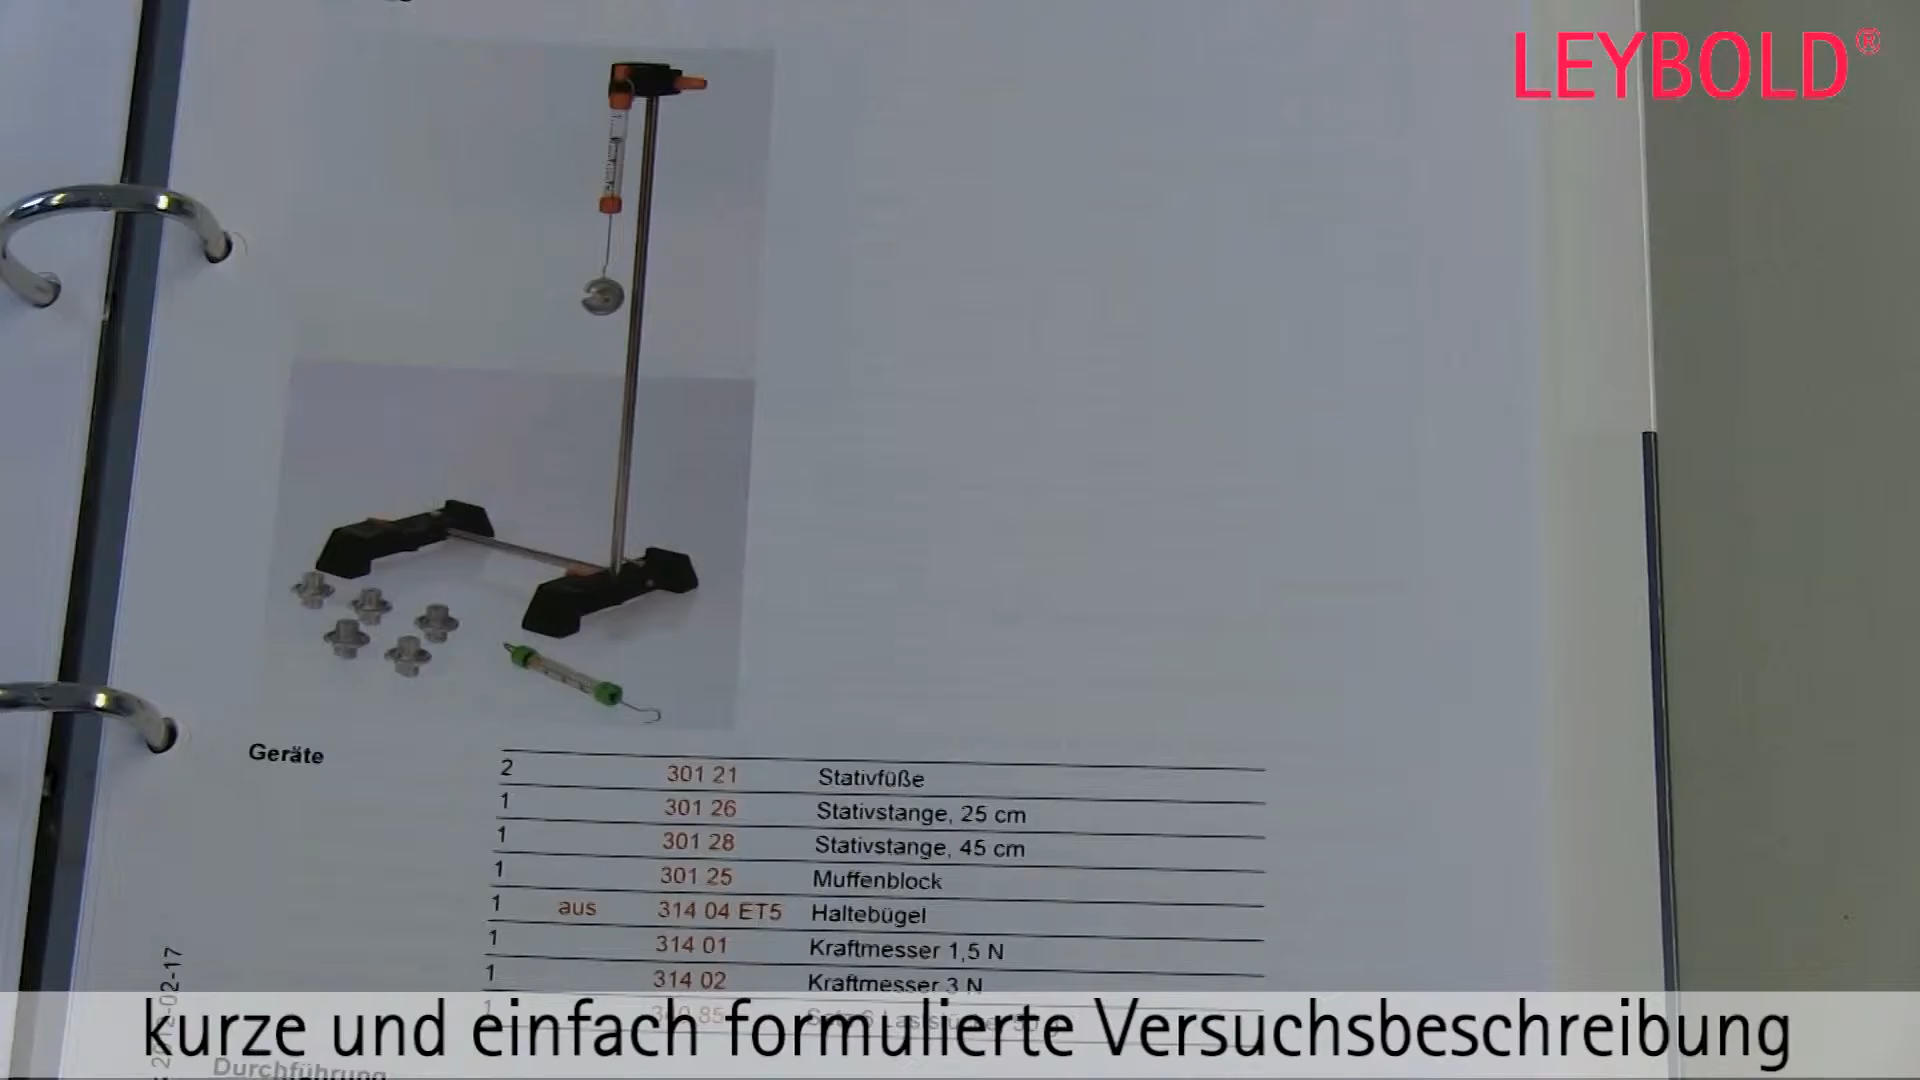 LEYBOLD®
Geräte
2 301 21 Stativfüße
1 301 26 Stativstange, 25 cm
1 301 28 Stativstange, 45 cm
1 301 25 Muffenblock
1 aus 314 04 ET5 Haltebügel
1 314 01 Kraftmesser 1,5 N
1 314 02 Kraftmesser 3 N
kurze und einfach formulierte Versuchsbeschreibung
Durchführung